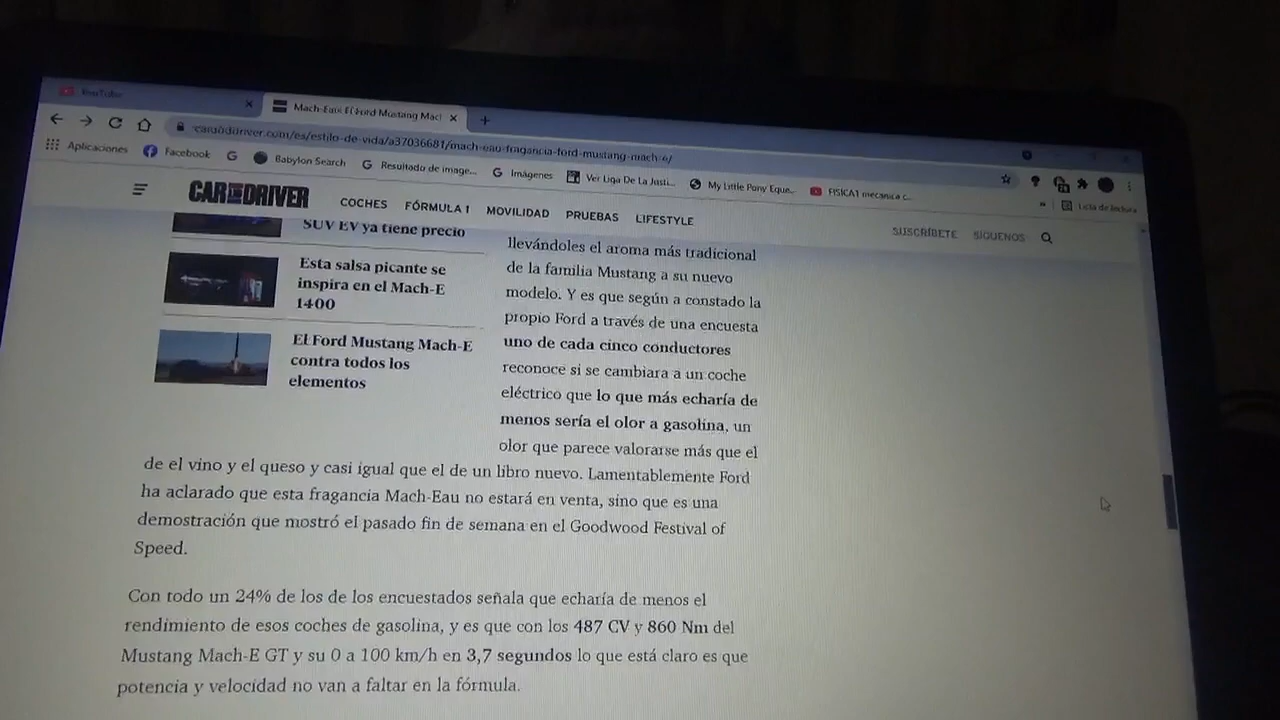 YouTube
Mach-Eau: El Ford Mustang Macl
caranddriver.com/es/estilo-de-vida/a37036681/mach-eau-fragancia-ford-mustang-mach-e/
Aplicaciones Facebook Babylon Search Resultado de image... Imágenes Ver Liga De La Justi... My Little Pony Eque... FISICA1 mecanica c... »
Lista de lectura
CAR AND DRIVER
COCHES FÓRMULA 1 MOVILIDAD PRUEBAS LIFESTYLE
SUSCRÍBETE SÍGUENOS
SUV EV ya tiene precio
Esta salsa picante se
inspira en el Mach-E
1400
El Ford Mustang Mach-E
contra todos los
elementos
llevándoles el aroma más tradicional
de la familia Mustang a su nuevo
modelo. Y es que según a constado la
propio Ford a través de una encuesta
uno de cada cinco conductores
reconoce si se cambiara a un coche
eléctrico que lo que más echaría de
menos sería el olor a gasolina, un
olor que parece valorarse más que el
de el vino y el queso y casi igual que el de un libro nuevo. Lamentablemente Ford
ha aclarado que esta fragancia Mach-Eau no estará en venta, sino que es una
demostración que mostró el pasado fin de semana en el Goodwood Festival of
Speed.
Con todo un 24% de los de los encuestados señala que echaría de menos el
rendimiento de esos coches de gasolina, y es que con los 487 CV y 860 Nm del
Mustang Mach-E GT y su 0 a 100 km/h en 3,7 segundos lo que está claro es que
potencia y velocidad no van a faltar en la fórmula.